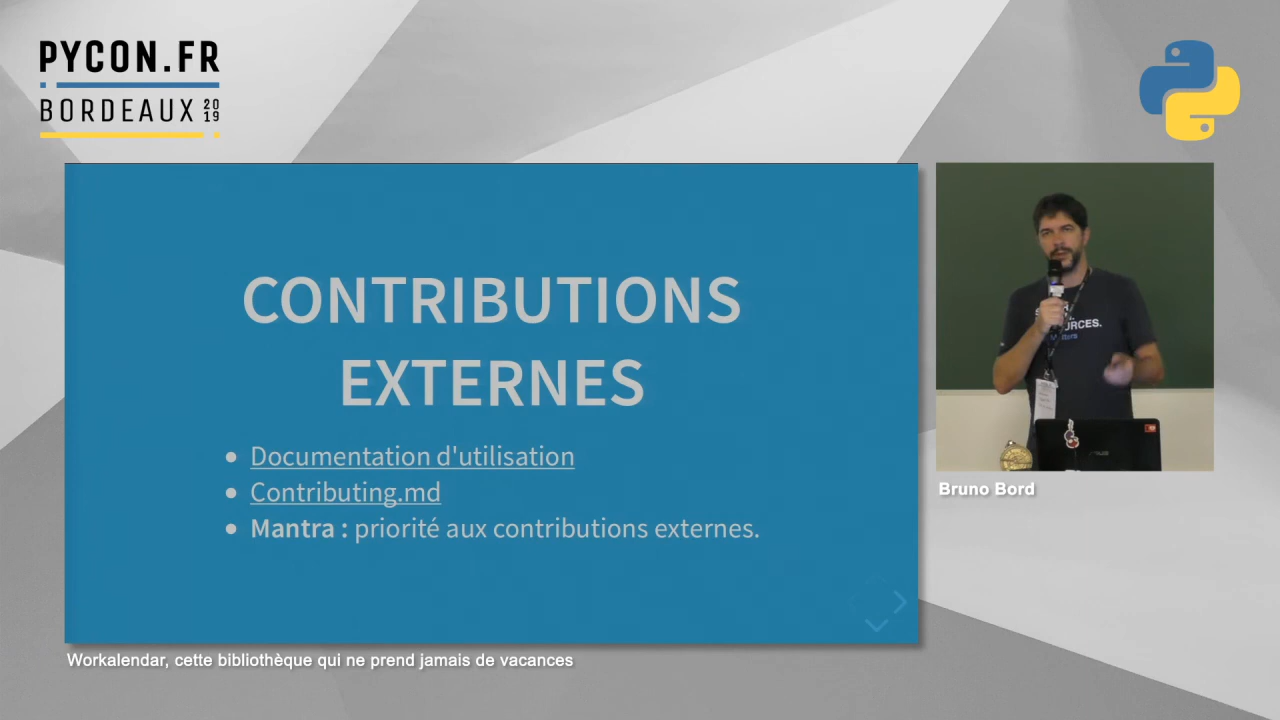 PYCON.FR
BORDEAUX 2019
CONTRIBUTIONS
EXTERNES
Documentation d'utilisation
Contributing.md
Mantra : priorité aux contributions externes.
Bruno Bord
Workalendar, cette bibliothèque qui ne prend jamais de vacances